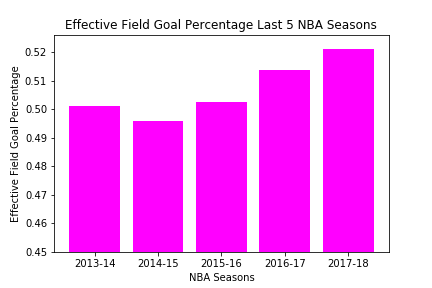 Effective Field Goal Percentage Last 5 NBA Seasons
Effective Field Goal Percentage
0.52
0.51
0.50
0.49
0.48
0.47
0.46
0.45
2013-14 2014-15 2015-16 2016-17 2017-18
NBA Seasons